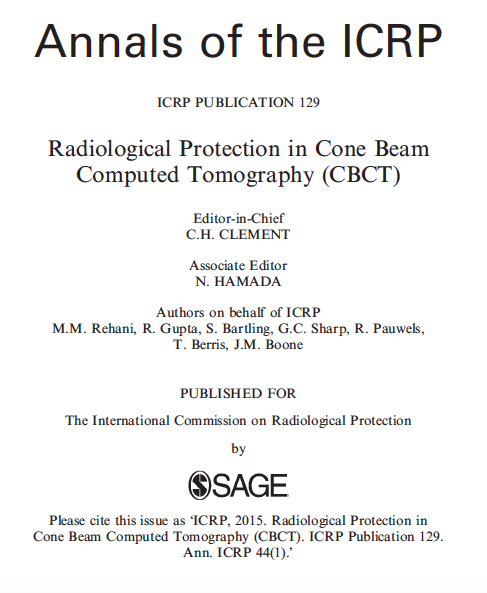 Annals of the ICRP
ICRP PUBLICATION 129
Radiological Protection in Cone Beam
Computed Tomography (CBCT)
Editor-in-Chief
C.H. CLEMENT
Associate Editor
N. HAMADA
Authors on behalf of ICRP
M.M. Rehani, R. Gupta, S. Bartling, G.C. Sharp, R. Pauwels,
T. Berris, J.M. Boone
PUBLISHED FOR
The International Commission on Radiological Protection
by
SAGE
Please cite this issue as ‘ICRP, 2015. Radiological Protection in
Cone Beam Computed Tomography (CBCT). ICRP Publication 129.
Ann. ICRP 44(1).’